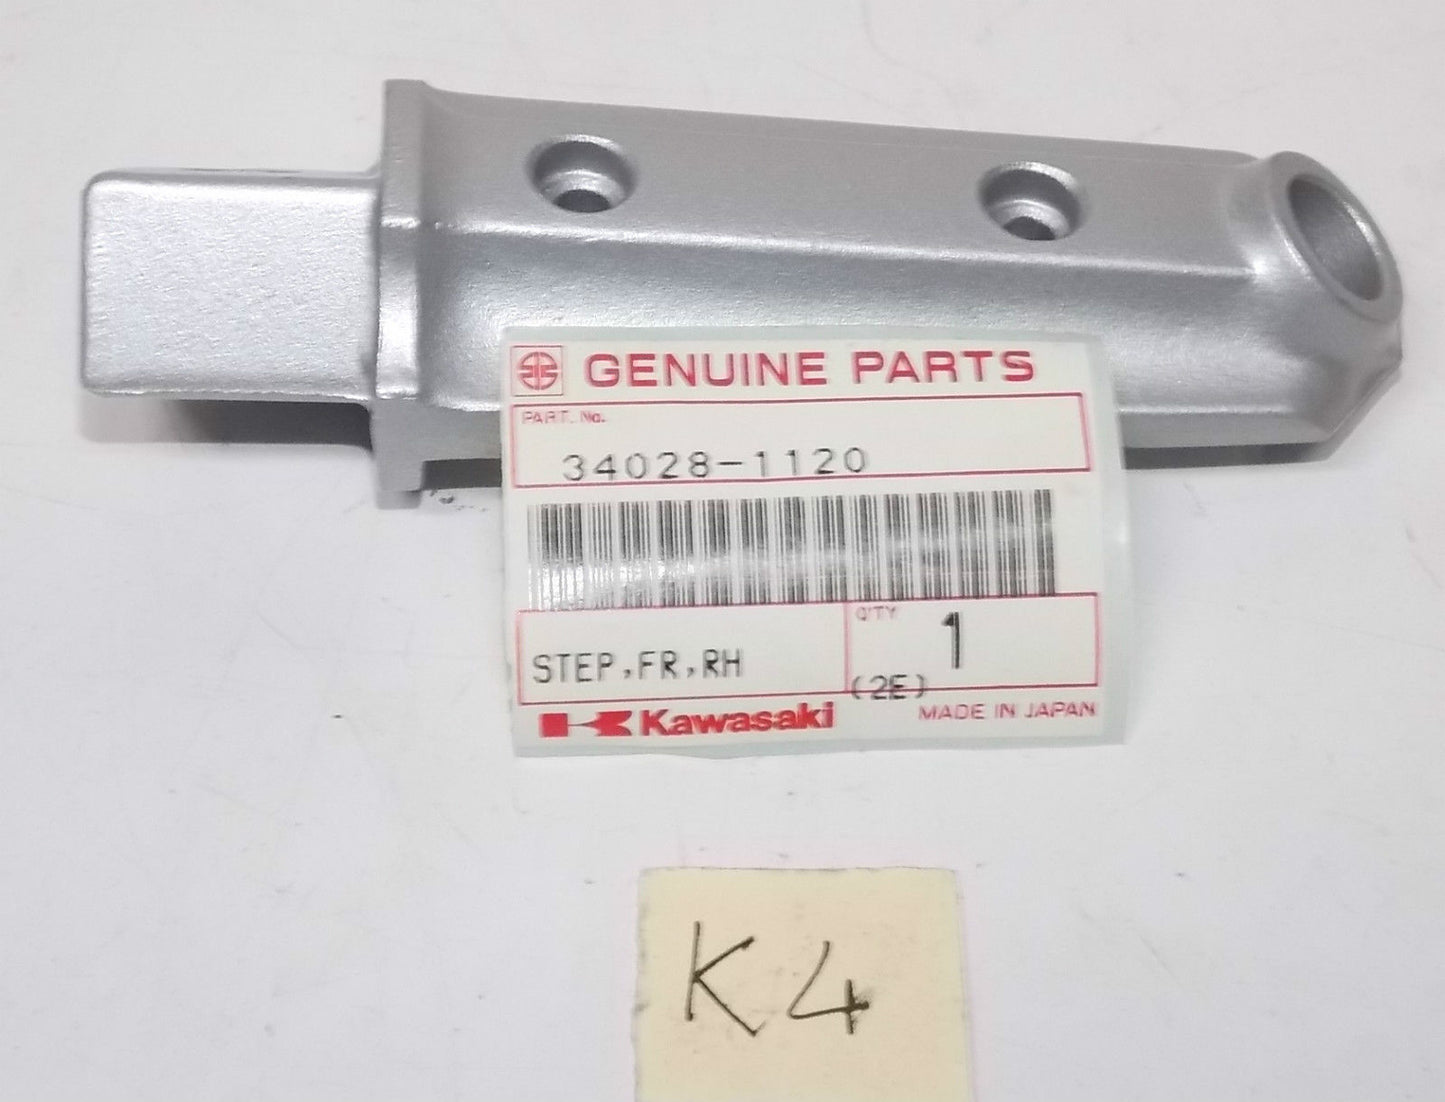 GENUINE PARTS
PART. No.
34028-1120
STEP,FR,RH
Q'TY
1
(2E)
Kawasaki
MADE IN JAPAN
K4